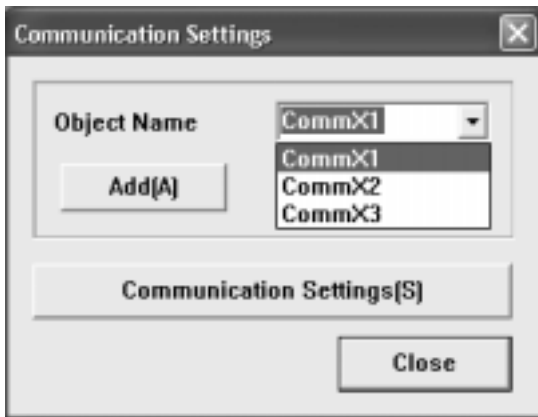 Communication Settings
Object Name
CommX1
CommX1
Add(A)
CommX2
CommX3
Communication Settings(S)
Close